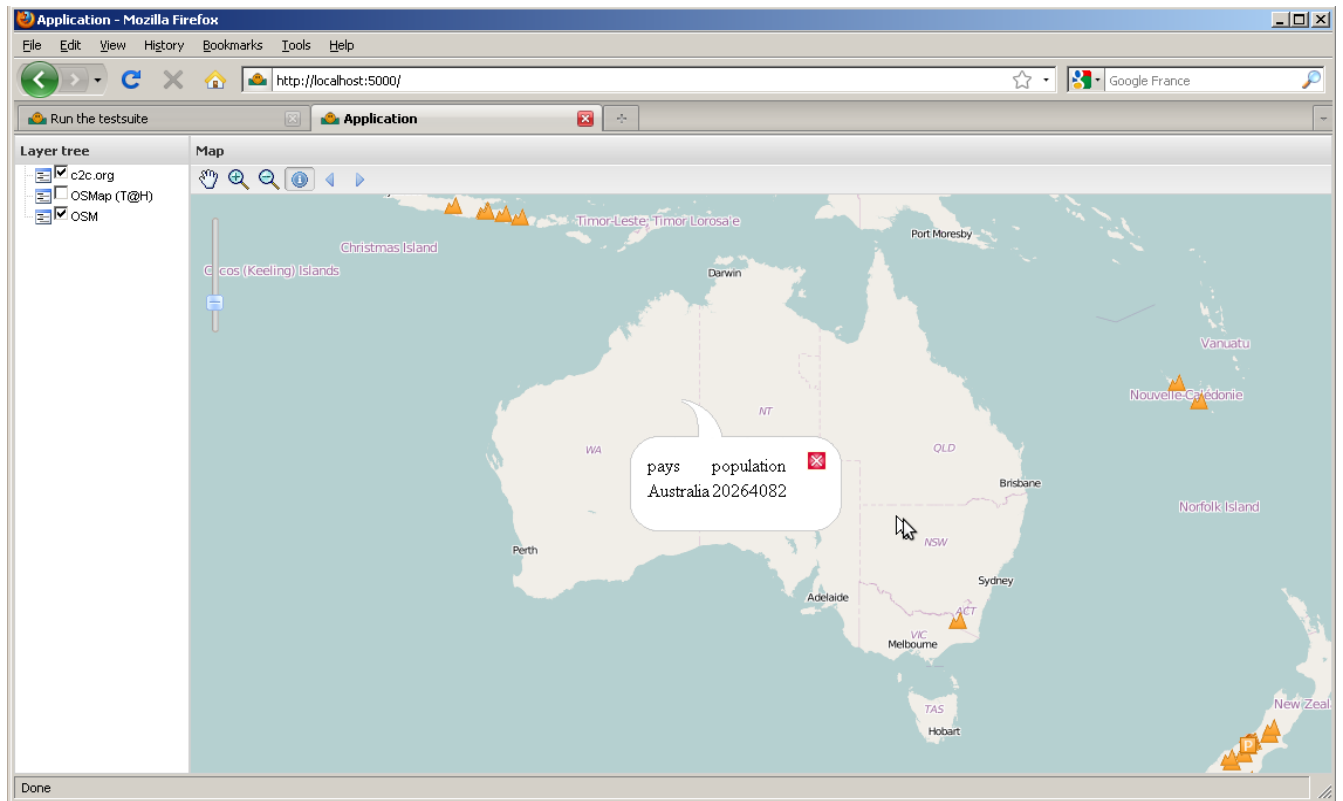 Application - Mozilla Firefox
File Edit View History Bookmarks Tools Help
http://localhost:5000/
Google France
Run the testsuite
Application
Layer tree
Map
c2c.org
OSMap (T@H)
OSM
Timor-Leste, Timor Lorosa'e
Port Moresby
Christmas Island
Cocos (Keeling) Islands
Darwin
Vanuatu
Nouvelle-Calédonie
NT
WA
QLD
pays population
Australia 20264082
Brisbane
Norfolk Island
NSW
Perth
Sydney
Adelaide
ACT
VIC
Melbourne
TAS
New Zeal
Hobart
P
Done